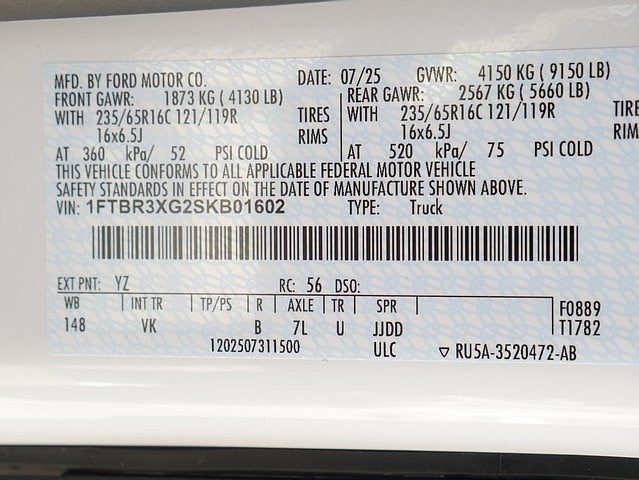 MFD. BY FORD MOTOR CO. DATE: 07/25 GVWR: 4150 KG ( 9150 LB)
FRONT GAWR: 1873 KG ( 4130 LB) REAR GAWR: 2567 KG ( 5660 LB)
WITH 235/65R16C 121/119R TIRES WITH 235/65R16C 121/119R TIRE
16x6.5J RIMS 16x6.5J RIM
AT 360 kPa/ 52 PSI COLD AT 520 kPa/ 75 PSI COLD
THIS VEHICLE CONFORMS TO ALL APPLICABLE FEDERAL MOTOR VEHICLE
SAFETY STANDARDS IN EFFECT ON THE DATE OF MANUFACTURE SHOWN ABOVE.
VIN: 1FTBR3XG2SKB01602 TYPE: Truck
EXT PNT: YZ RC: 56 DSO:
WB INT TR TP/PS R AXLE TR SPR F0889
148 VK B 7L U JJDD T1782
1202507311500 ULC ▽ RU5A-3520472-AB